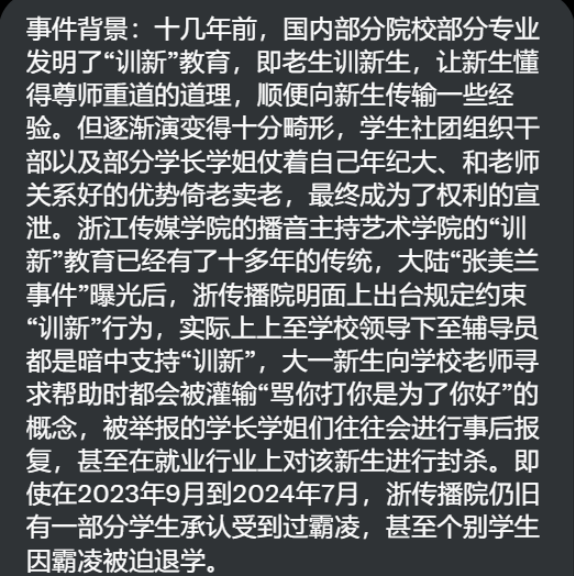 事件背景：十几年前，国内部分院校部分专业
发明了“训新”教育，即老生训新生，让新生懂
得尊师重道的道理，顺便向新生传输一些经
验。但逐渐演变得十分畸形，学生社团组织干
部以及部分学长学姐仗着自己年纪大、和老师
关系好的优势倚老卖老，最终成为了权利的宣
泄。浙江传媒学院的播音主持艺术学院的“训
新”教育已经有了十多年的传统，大陆“张美兰
事件”曝光后，浙传播院明面上出台规定约束
“训新”行为，实际上上至学校领导下至辅导员
都是暗中支持“训新”，大一新生向学校老师寻
求帮助时都会被灌输“骂你打你是为了你好”的
概念，被举报的学长学姐们往往会进行事后报
复，甚至在就业行业上对该新生进行封杀。即
使在2023年9月到2024年7月，浙传播院仍旧
有一部分学生承认受到过霸凌，甚至个别学生
因霸凌被迫退学。